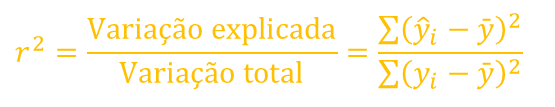 r² = Variação explicada / Variação total = ∑(ŷᵢ − ȳ)² / ∑(yᵢ − ȳ)²